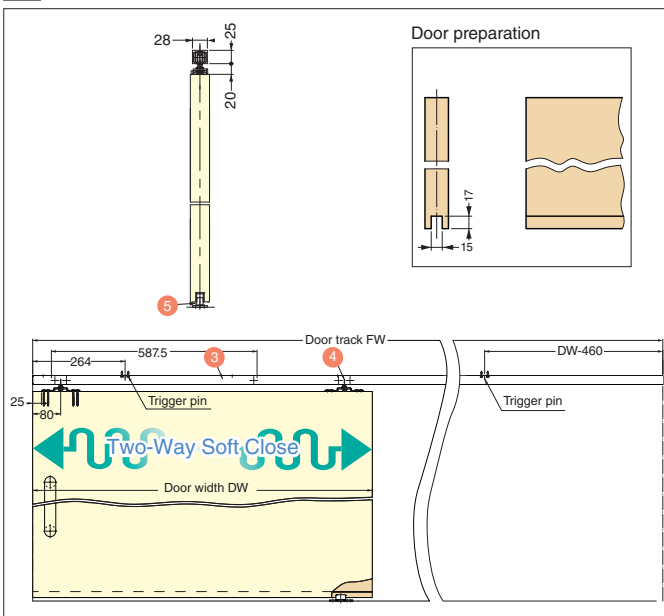 28
25
20
Door preparation
17
15
5
Door track FW
587.5
3
4
DW-460
264
Trigger pin
Trigger pin
25
80
Two-Way Soft Close
Door width DW